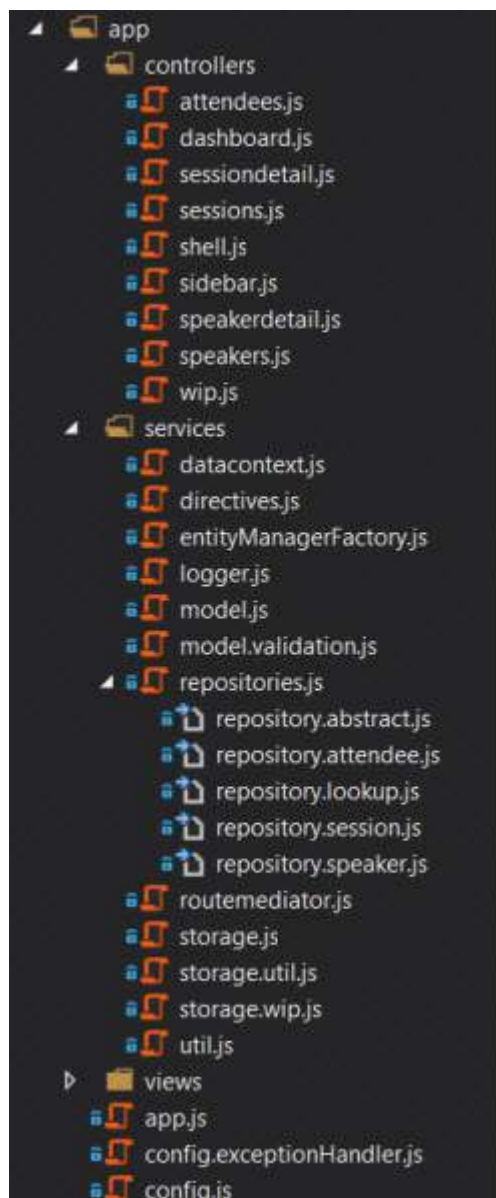 app
controllers
attendees.js
dashboard.js
sessiondetail.js
sessions.js
shell.js
sidebar.js
speakerdetail.js
speakers.js
wip.js
services
datacontext.js
directives.js
entityManagerFactory.js
logger.js
model.js
model.validation.js
repositories.js
repository.abstract.js
repository.attendee.js
repository.lookup.js
repository.session.js
repository.speaker.js
routemediator.js
storage.js
storage.util.js
storage.wip.js
util.js
views
app.js
config.exceptionHandler.js
config.js